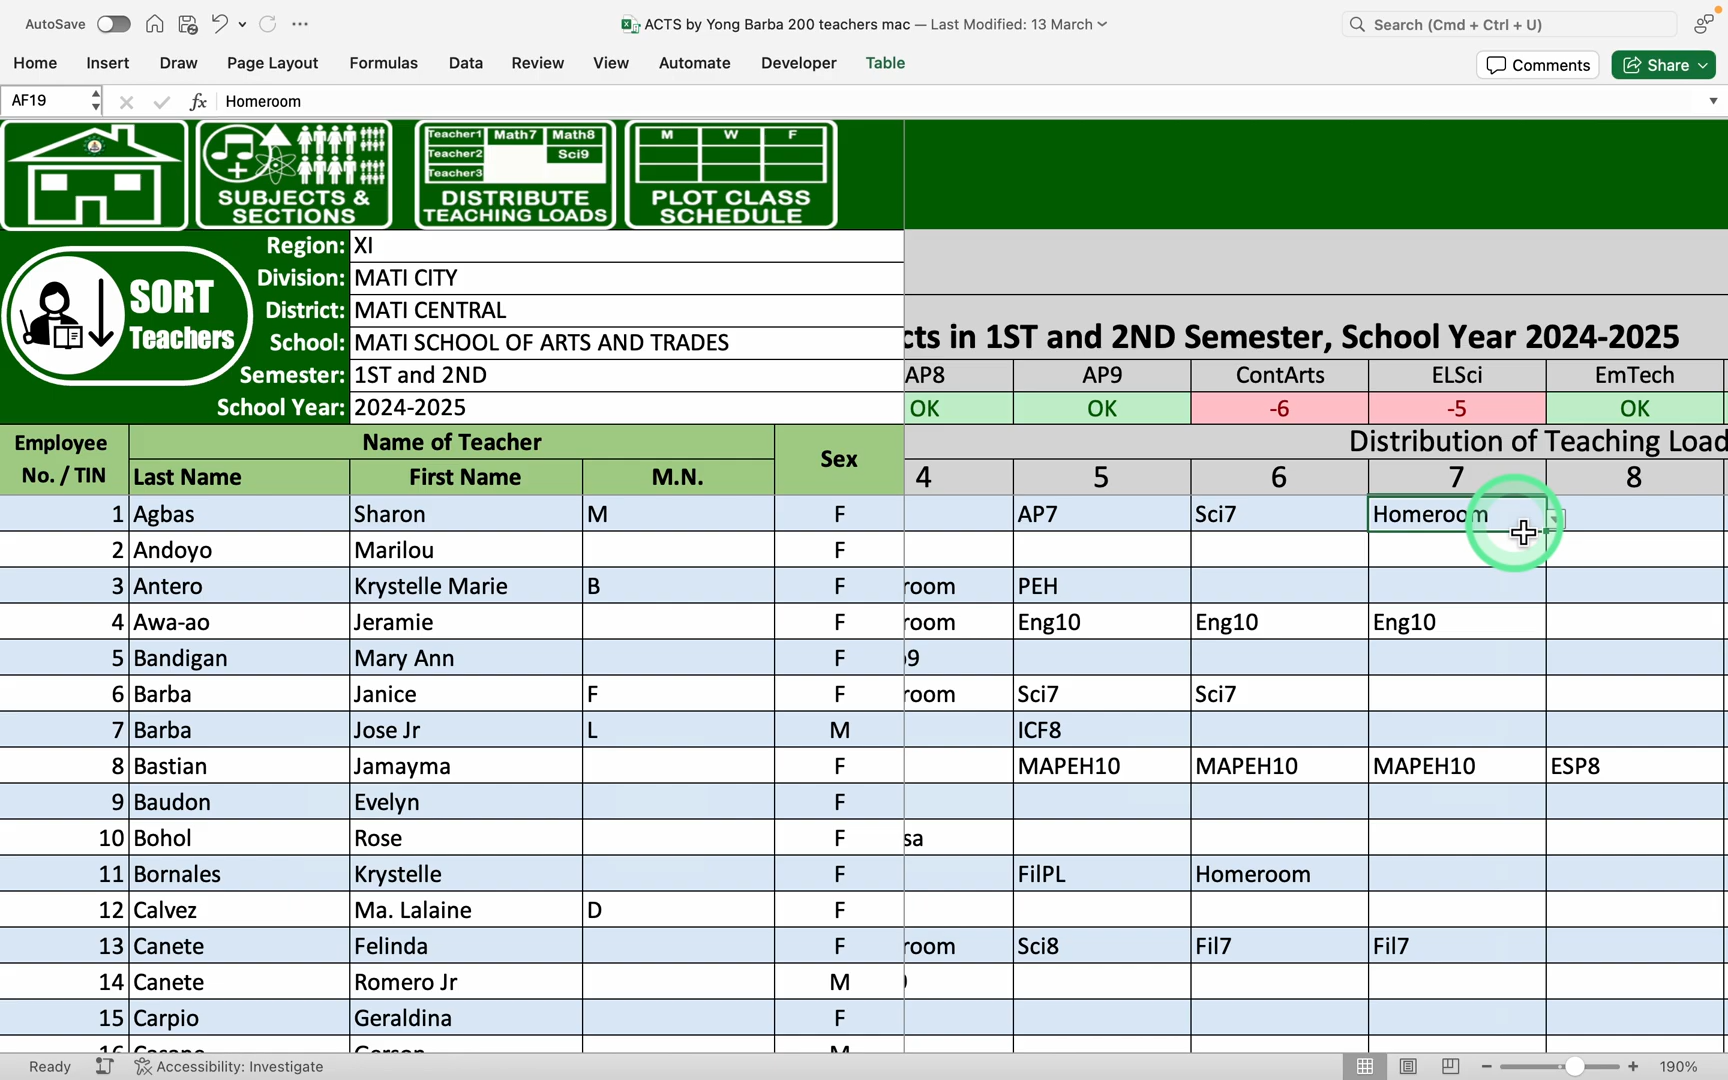 AutoSave
ACTS by Yong Barba 200 teachers mac — Last Modified: 13 March
Search (Cmd + Ctrl + U)
Home Insert Draw Page Layout Formulas Data Review View Automate Developer Table
Comments Share
AF19 fx Homeroom
SUBJECTS & SECTIONS
Teacher1 Math7 Math8
Teacher2 Sci9
Teacher3
DISTRIBUTE TEACHING LOADS
M W F
PLOT CLASS SCHEDULE
SORT Teachers
Region: XI
Division: MATI CITY
District: MATI CENTRAL
School: MATI SCHOOL OF ARTS AND TRADES
Semester: 1ST and 2ND
School Year: 2024-2025
cts in 1ST and 2ND Semester, School Year 2024-2025
AP8 AP9 ContArts ELSci EmTech
OK OK -6 -5 OK
Employee No. / TIN Name of Teacher Sex Distribution of Teaching Load
Last Name First Name M.N. 4 5 6 7 8
1 Agbas Sharon M F AP7 Sci7 Homeroom
2 Andoyo Marilou F
3 Antero Krystelle Marie B F room PEH
4 Awa-ao Jeramie F room Eng10 Eng10 Eng10
5 Bandigan Mary Ann F 9
6 Barba Janice F F room Sci7 Sci7
7 Barba Jose Jr L M ICF8
8 Bastian Jamayma F MAPEH10 MAPEH10 MAPEH10 ESP8
9 Baudon Evelyn F
10 Bohol Rose F sa
11 Bornales Krystelle F FilPL Homeroom
12 Calvez Ma. Lalaine D F
13 Canete Felinda F room Sci8 Fil7 Fil7
14 Canete Romero Jr M
15 Carpio Geraldina F
Ready Accessibility: Investigate 190%